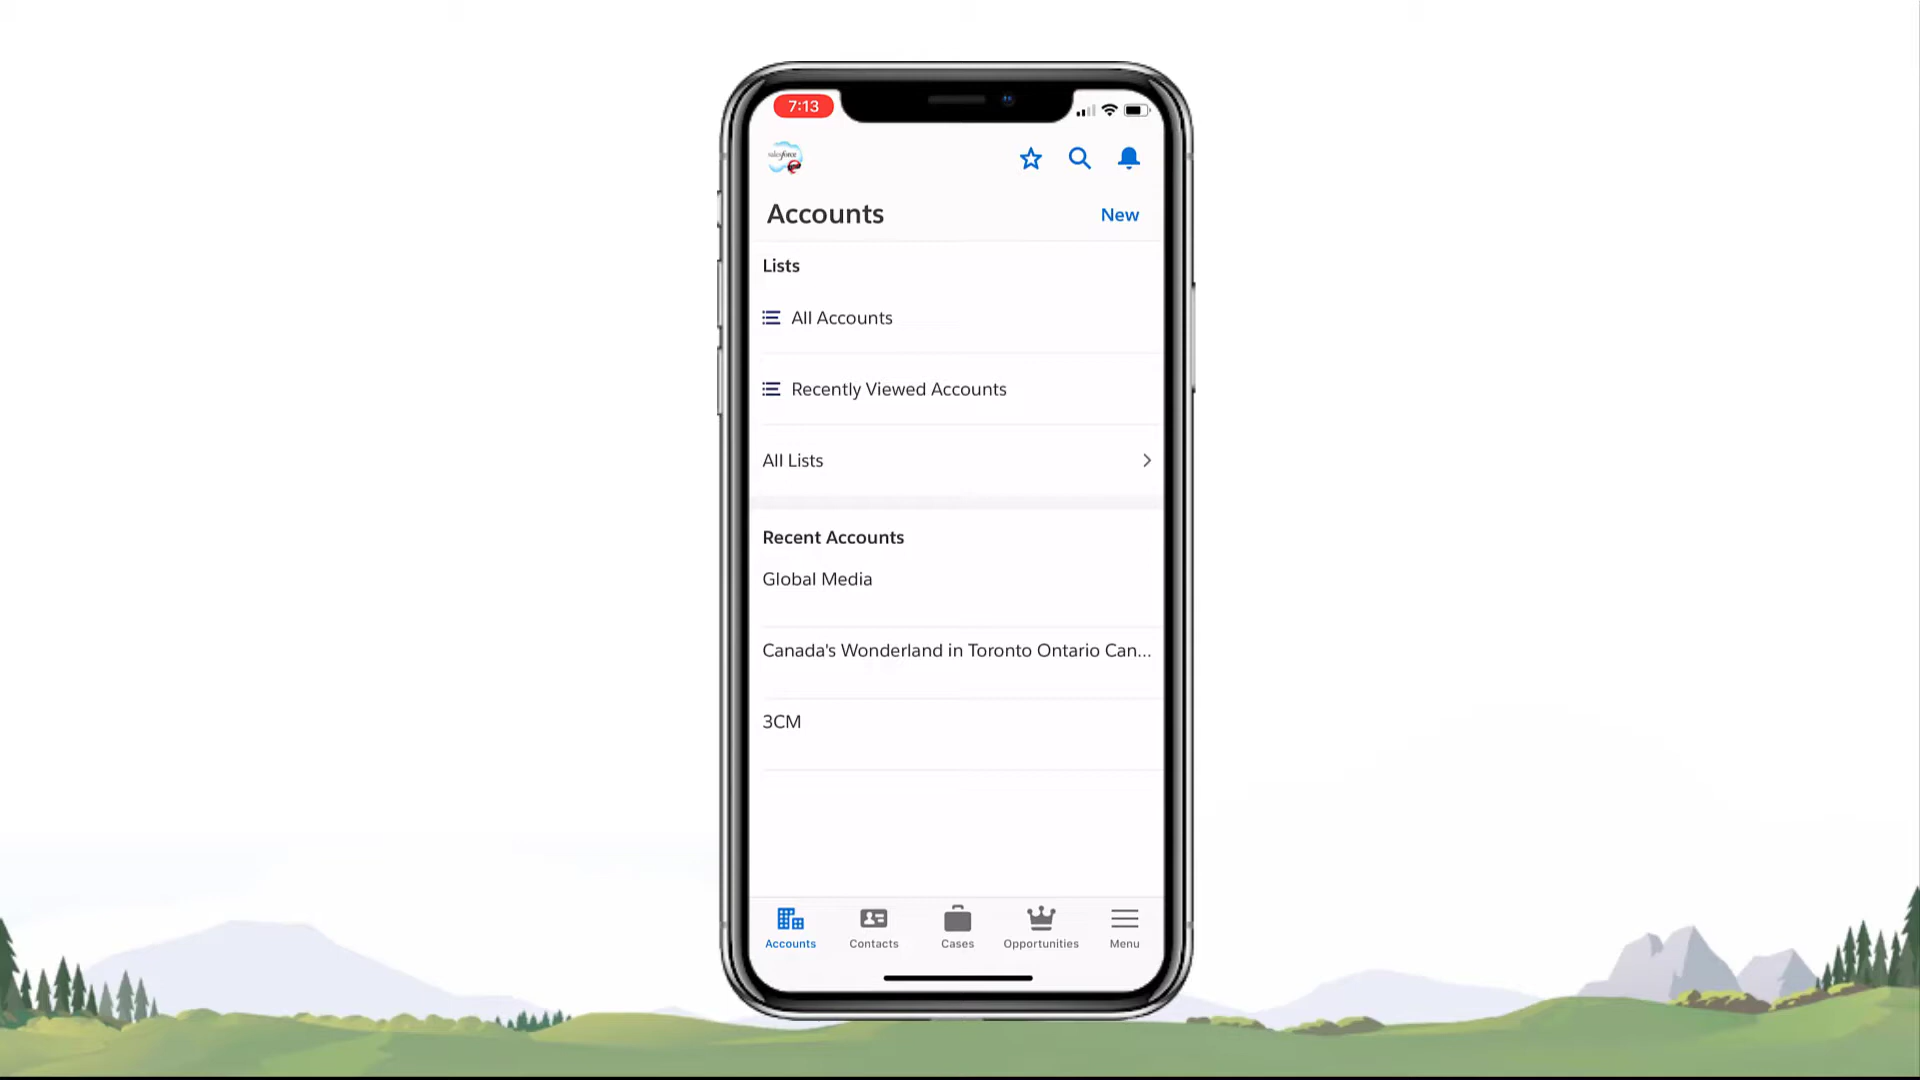 7:13
salesforce
Accounts
New
Lists
All Accounts
Recently Viewed Accounts
All Lists
Recent Accounts
Global Media
Canada's Wonderland in Toronto Ontario Can...
3CM
Accounts
Contacts
Cases
Opportunities
Menu